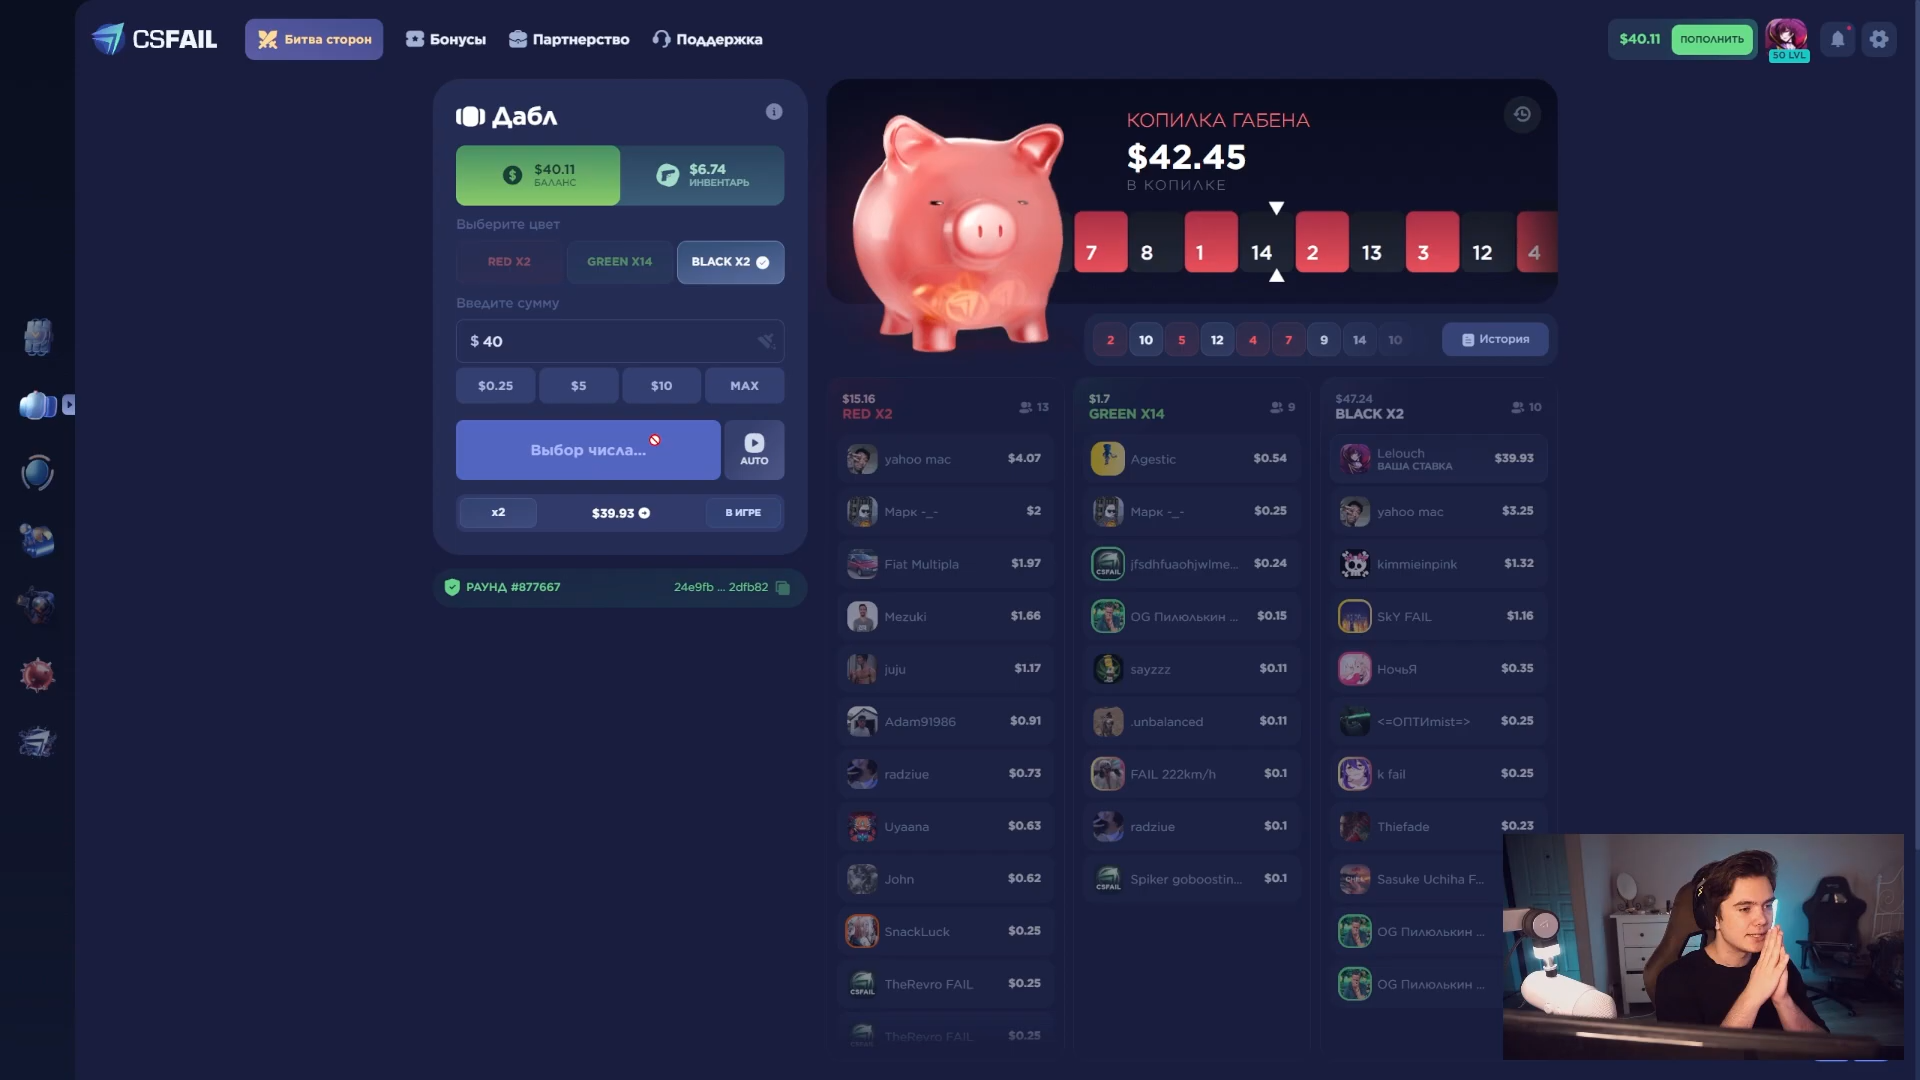 CSFAIL
Битва сторон
Бонусы
Партнерство
Поддержка
$40.11
ПОПОЛНИТЬ
50 LVL
Дабл
$40.11
БАЛАНС
$6.74
ИНВЕНТАРЬ
Выберите цвет
RED X2
GREEN X14
BLACK X2
Введите сумму
$ 40
$0.25
$5
$10
MAX
Выбор числа...
AUTO
x2
$39.93
В ИГРЕ
РАУНД #877667
24e9fb ... 2dfb82
КОПИЛКА ГАБЕНА
$42.45
В КОПИЛКЕ
7 8 1 14 2 13 3 12 4
2 10 5 12 4 7 9 14 10
История
$15.16
RED X2
13
yahoo mac $4.07
Марк -_- $2
Fiat Multipla $1.97
Mezuki $1.66
juju $1.17
Adam91986 $0.91
radziue $0.73
Uyaana $0.63
John $0.62
SnackLuck $0.25
TheRevro FAIL $0.25
TheRevro FAIL $0.25
$1.7
GREEN X14
9
Agestic $0.54
Марк -_- $0.25
jfsdhfuaohjwlme... $0.24
OG Пилюлькин ... $0.15
sayzzz $0.11
.unbalanced $0.11
FAIL 222km/h $0.1
radziue $0.1
Spiker goboostin... $0.1
$47.24
BLACK X2
10
Lelouch
ВАША СТАВКА
$39.93
yahoo mac $3.25
kimmieinpink $1.32
SkY FAIL $1.16
НочьЯ $0.35
<=ОПТИmist=> $0.25
k fail $0.25
Thiefade $0.23
Sasuke Uchiha F...
OG Пилюлькин ...
OG Пилюлькин ...